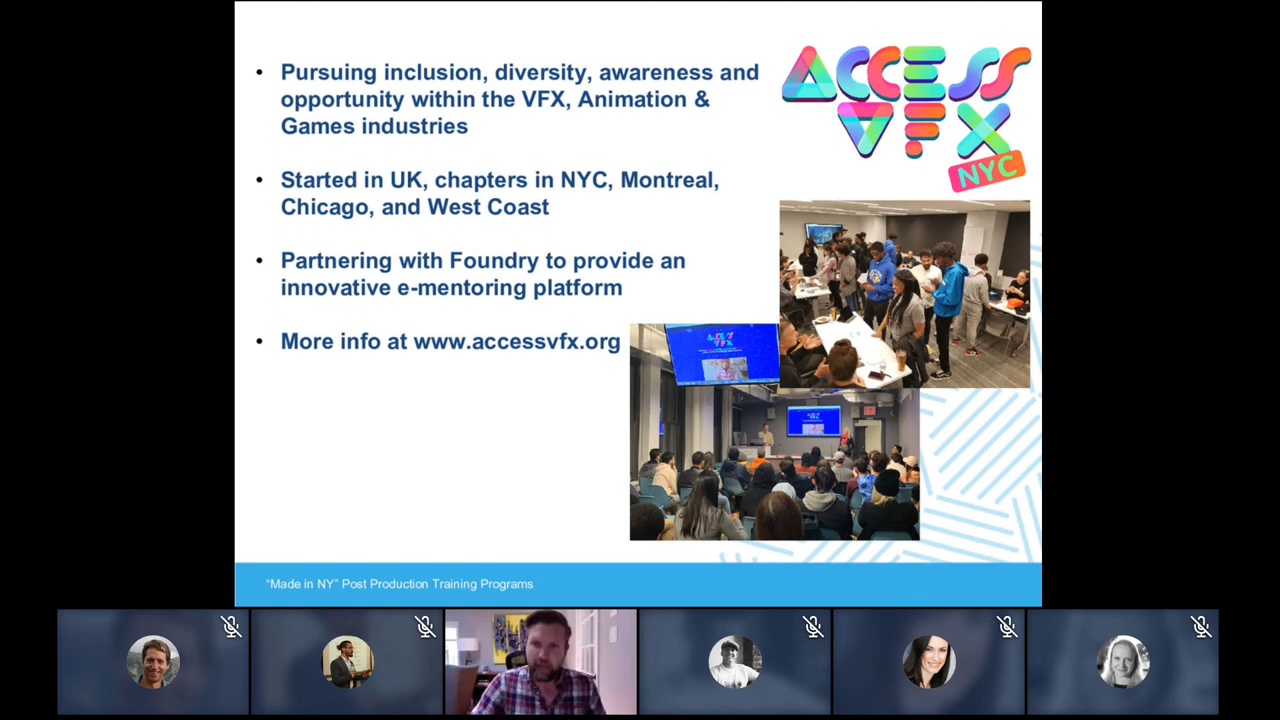 Pursuing inclusion, diversity, awareness and
opportunity within the VFX, Animation &
Games industries
Started in UK, chapters in NYC, Montreal,
Chicago, and West Coast
Partnering with Foundry to provide an
innovative e-mentoring platform
More info at www.accessvfx.org
ACCESS
VFX
NYC
ACCESS
VFX
"Made in NY" Post Production Training Programs